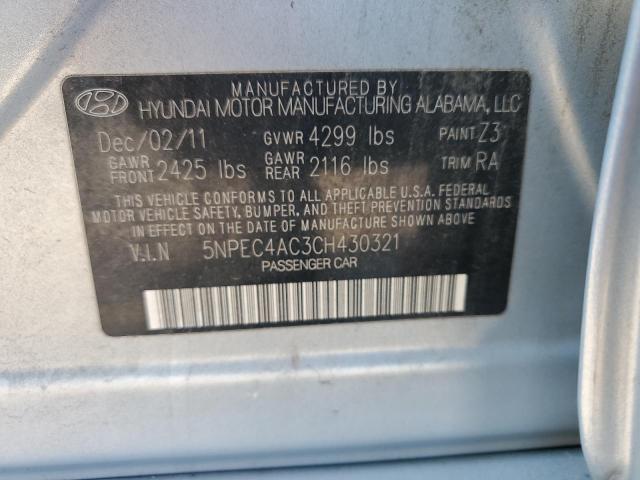 MANUFACTURED BY
HYUNDAI MOTOR MANUFACTURING ALABAMA, LLC
Dec/02/11 GVWR 4299 lbs PAINT Z3
GAWR FRONT 2425 lbs GAWR REAR 2116 lbs TRIM RA
THIS VEHICLE CONFORMS TO ALL APPLICABLE U.S.A. FEDERAL
MOTOR VEHICLE SAFETY, BUMPER, AND THEFT PREVENTION STANDARDS
IN EFFECT ON THE DATE OF MANUFACTURE SHOWN ABOVE.
V.I.N 5NPEC4AC3CH430321
PASSENGER CAR